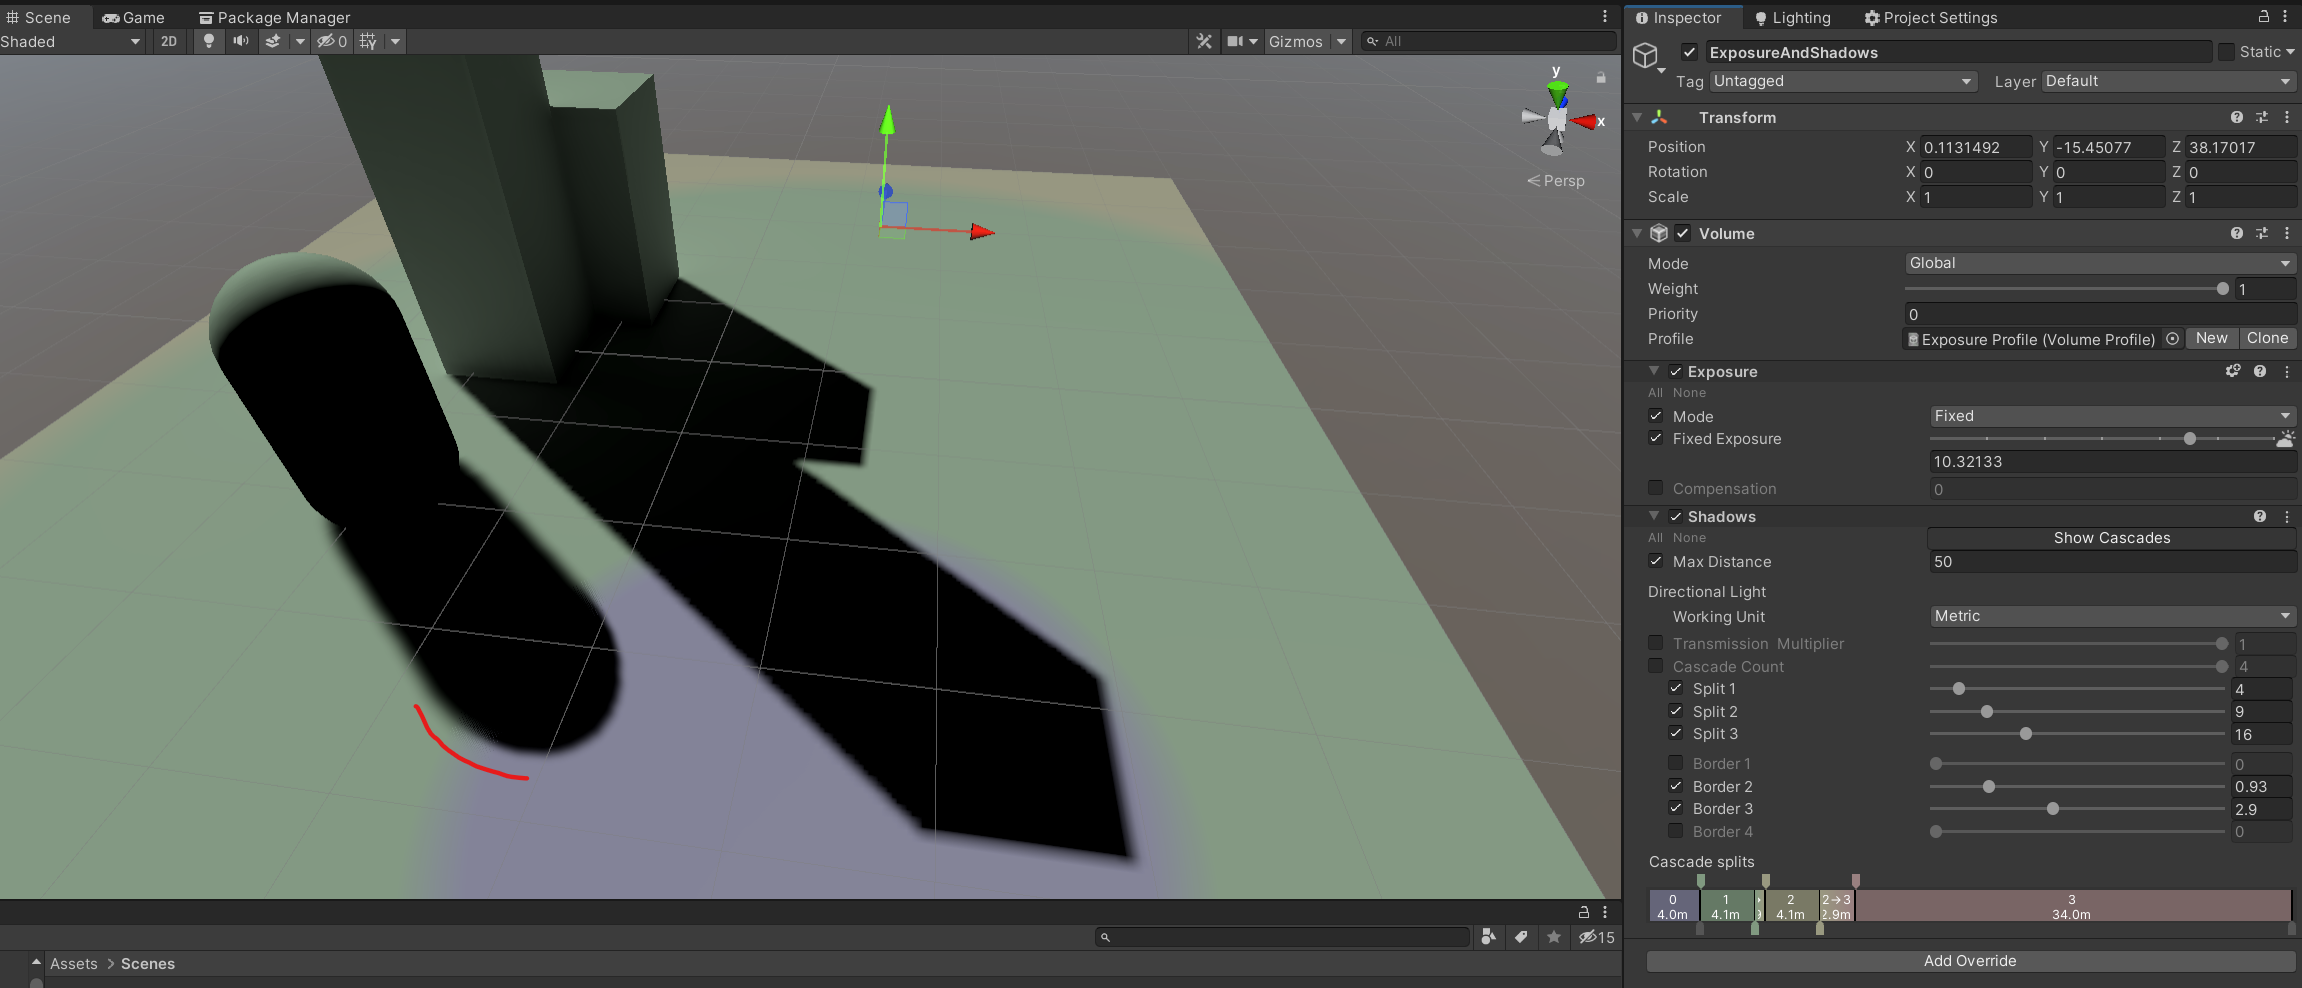 Scene Game Package Manager
Shaded 2D 0 Gizmos All
y
x
Persp
15
Assets > Scenes
Inspector Lighting Project Settings
ExposureAndShadows Static
Tag Untagged Layer Default
Transform
Position X 0.1131492 Y -15.45077 Z 38.17017
Rotation X 0 Y 0 Z 0
Scale X 1 Y 1 Z 1
Volume
Mode Global
Weight 1
Priority 0
Profile Exposure Profile (Volume Profile) New Clone
Exposure
All None
Mode Fixed
Fixed Exposure
10.32133
Compensation 0
Shadows
All None Show Cascades
Max Distance 50
Directional Light
Working Unit Metric
Transmission Multiplier 1
Cascade Count 4
Split 1 4
Split 2 9
Split 3 16
Border 1 0
Border 2 0.93
Border 3 2.9
Border 4 0
Cascade splits
0 1 2 2→3 3
4.0m 4.1m 4.1m 2.9m 34.0m
Add Override